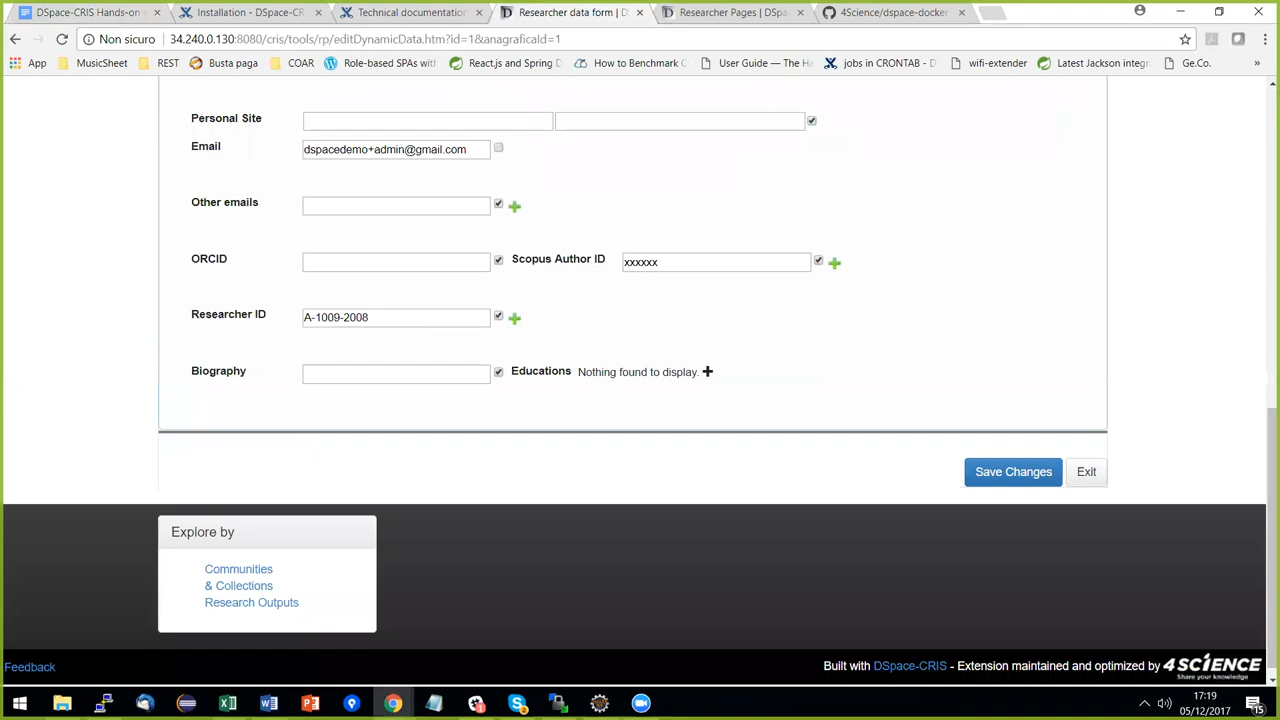 DSpace-CRIS Hands-on
Installation - DSpace-CR
Technical documentation
Researcher data form | D
Researcher Pages | DSpa
4Science/dspace-docker
Non sicuro 34.240.0.130:8080/cris/tools/rp/editDynamicData.htm?id=1&anagraficaId=1
App MusicSheet REST Busta paga COAR Role-based SPAs wit React.js and Spring D How to Benchmark C User Guide — The Ha jobs in CRONTAB - D wifi-extender Latest Jackson integr Ge.Co. »
Personal Site
Email dspacedemo+admin@gmail.com
Other emails
ORCID Scopus Author ID xxxxxx
Researcher ID A-1009-2008
Biography Educations Nothing found to display.
Save Changes Exit
Explore by
Communities
& Collections
Research Outputs
Feedback Built with DSpace-CRIS - Extension maintained and optimized by 4SCIENCE
Share your knowledge
17:19
05/12/2017
15